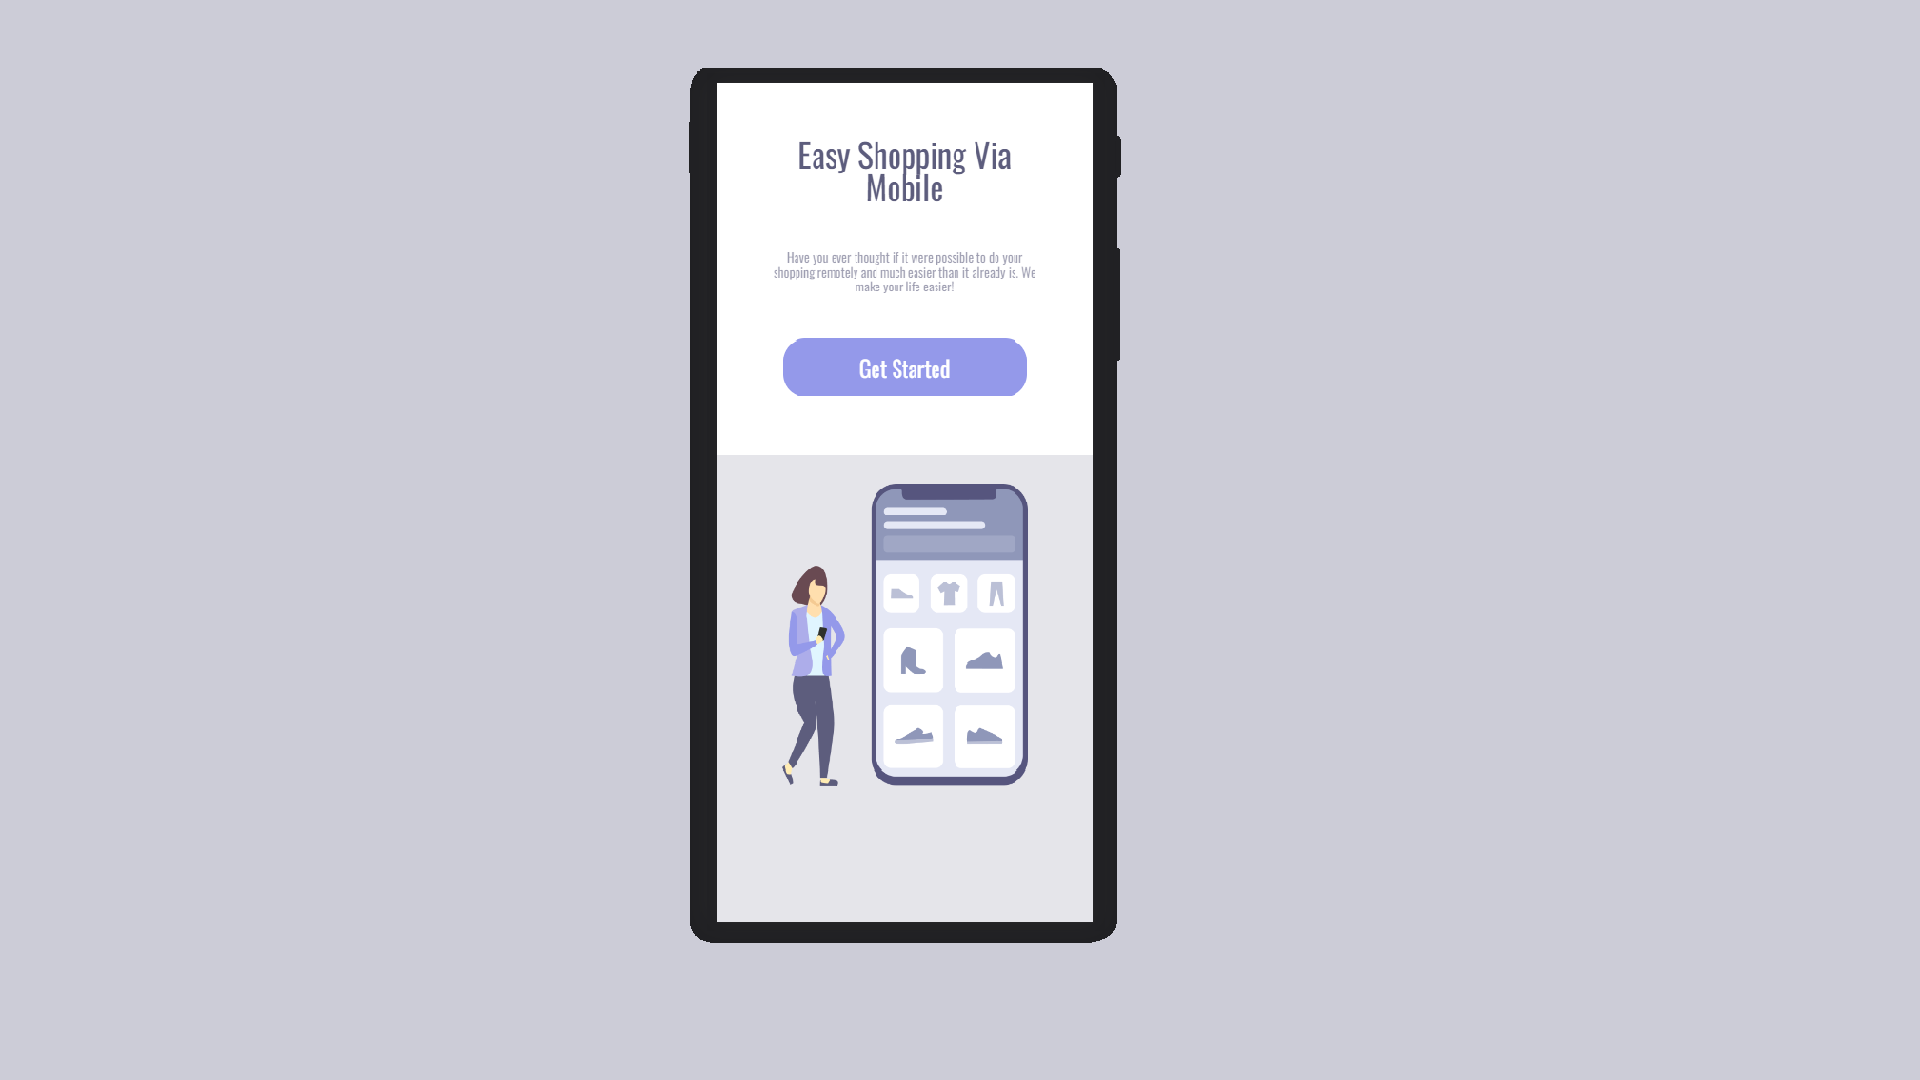 Easy Shopping Via
Mobile
Have you ever thought if it were possible to do your
shopping remotely and much easier than it already is. We
make your life easier!
Get Started